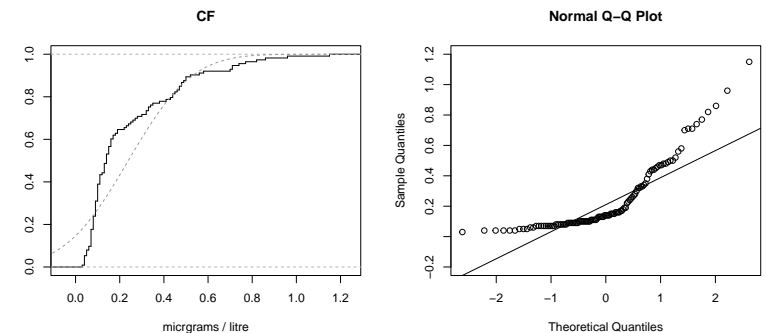 CF
1.0
0.8
0.6
0.4
0.2
0.0
0.0 0.2 0.4 0.6 0.8 1.0 1.2
micrgrams / litre
Normal Q−Q Plot
Sample Quantiles
1.2
1.0
0.8
0.4
0.2
−0.2
−2 −1 0 1 2
Theoretical Quantiles